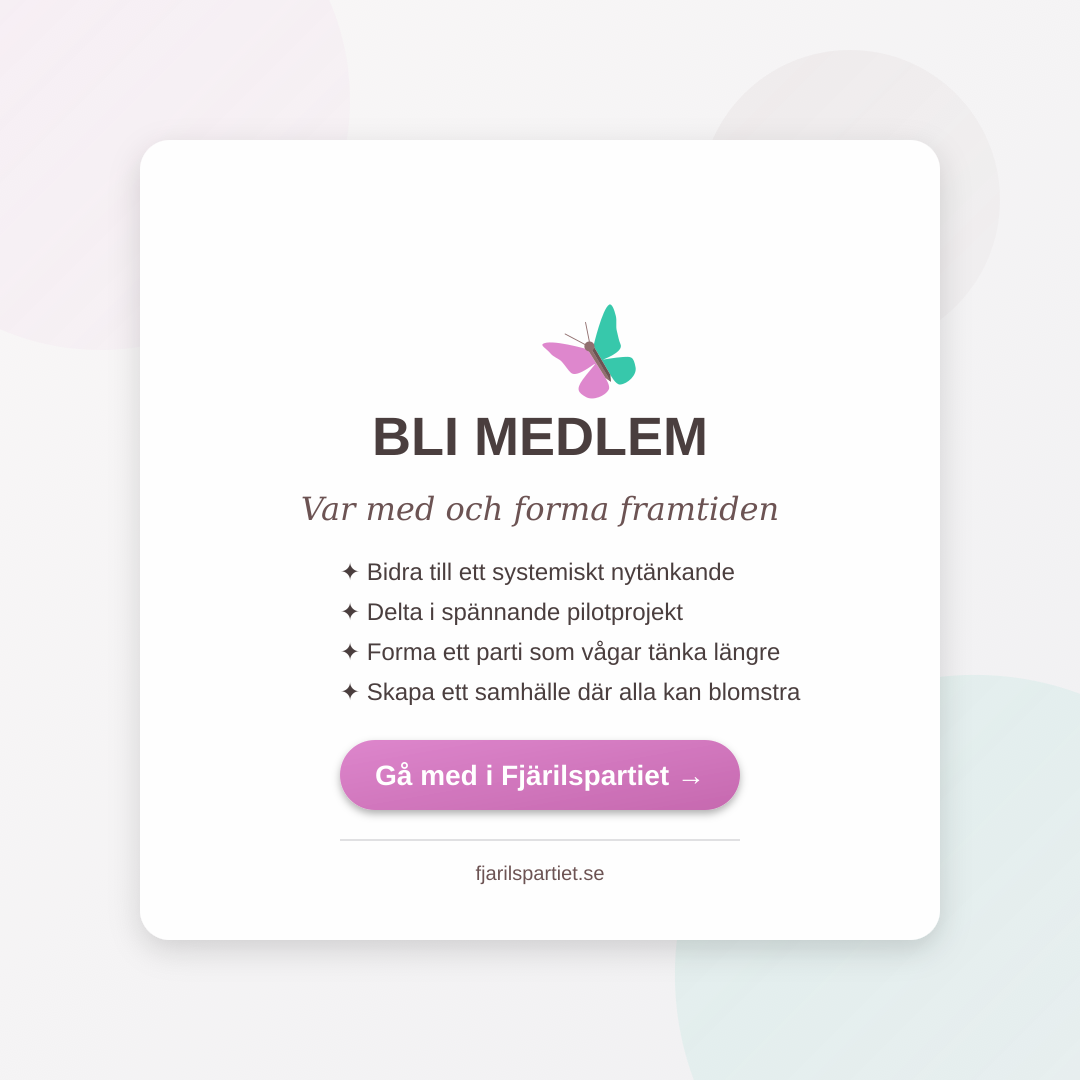 BLI MEDLEM
Var med och forma framtiden
✦ Bidra till ett systemiskt nytänkande
✦ Delta i spännande pilotprojekt
✦ Forma ett parti som vågar tänka längre
✦ Skapa ett samhälle där alla kan blomstra
Gå med i Fjärilspartiet →
fjarilspartiet.se